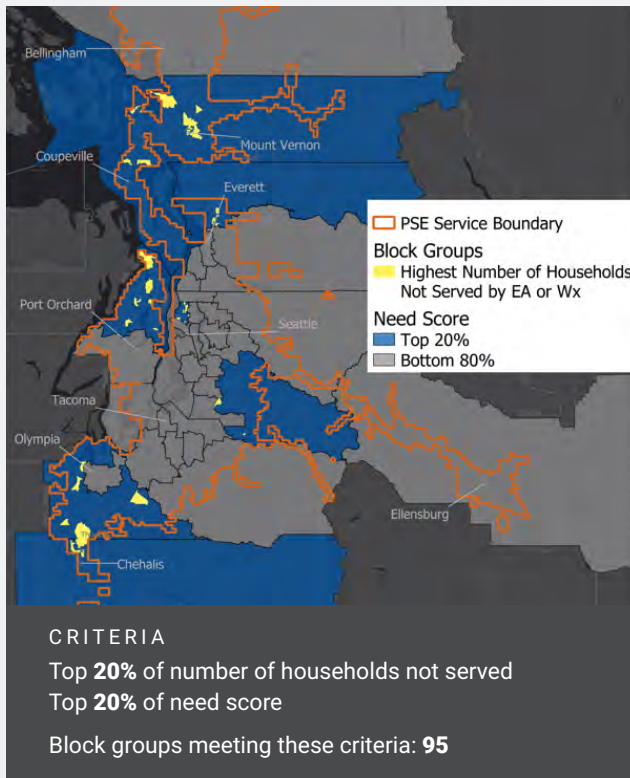 Bellingham
Mount Vernon
Coupeville
Everett
PSE Service Boundary
Block Groups
Highest Number of Households
Not Served by EA or Wx
Need Score
Top 20%
Bottom 80%
Port Orchard
Seattle
Tacoma
Olympia
Ellensburg
Chehalis
CRITERIA
Top 20% of number of households not served
Top 20% of need score
Block groups meeting these criteria: 95